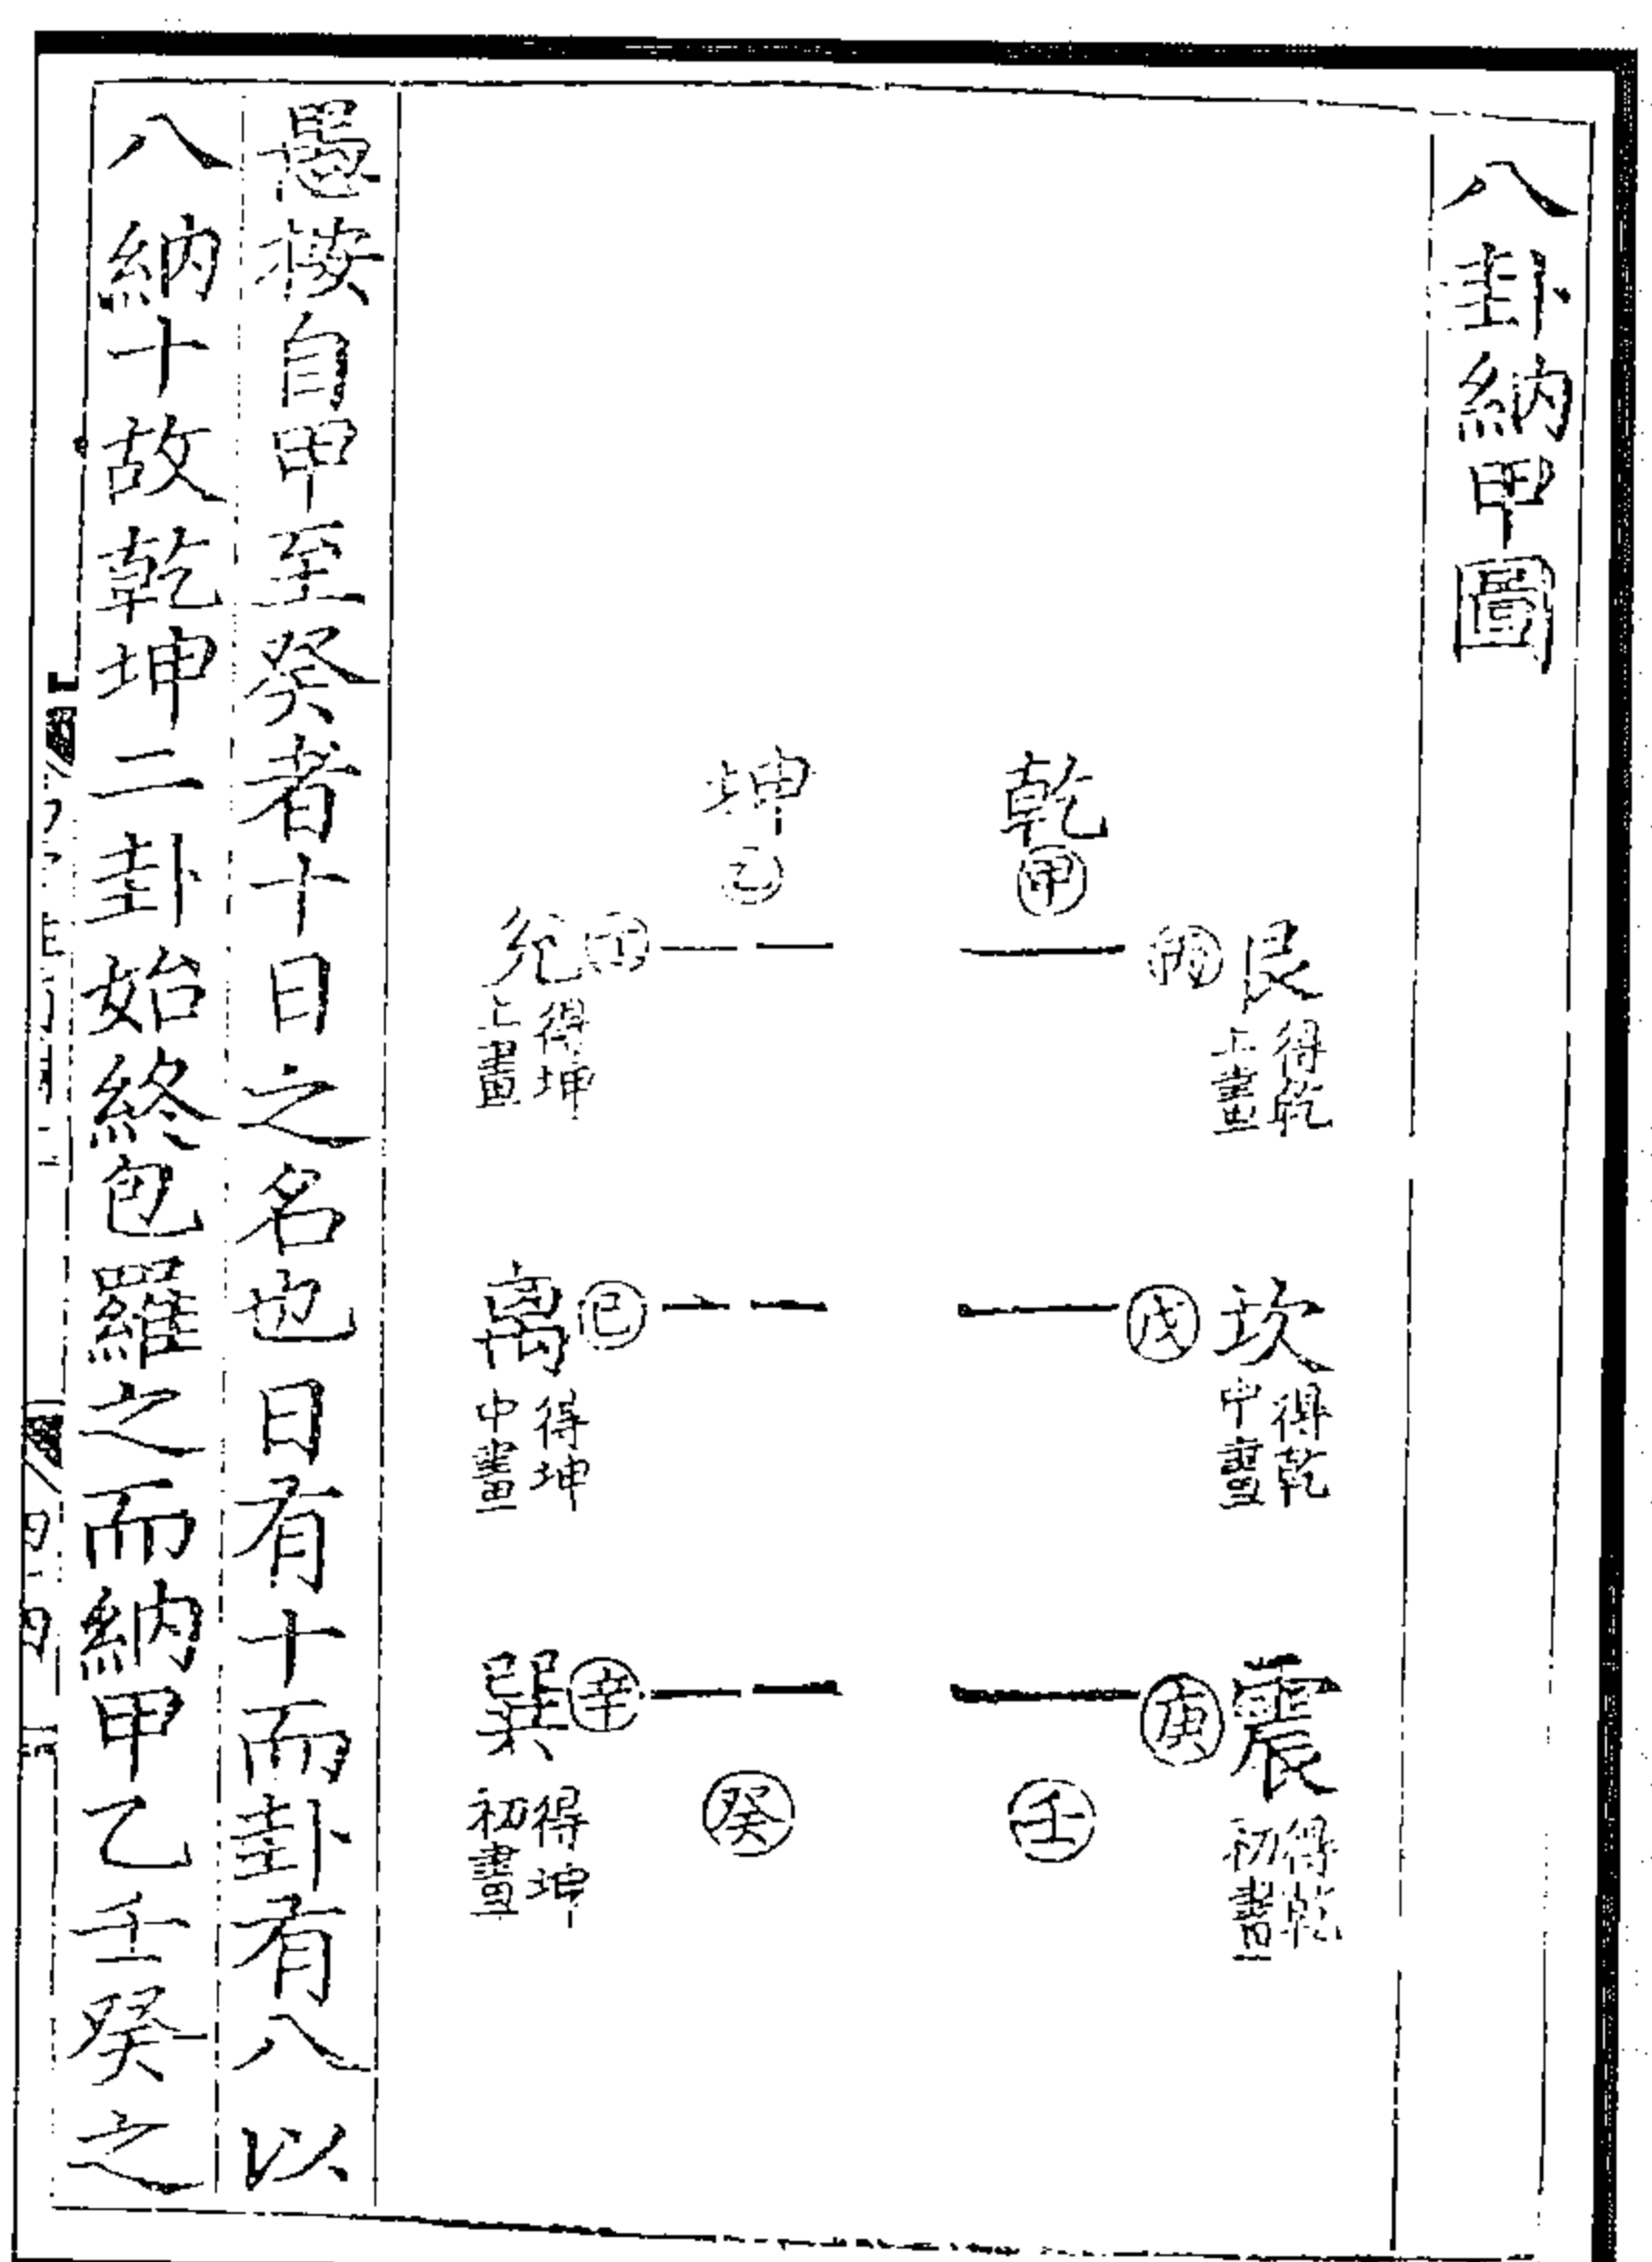 八卦納甲圖
乾
甲
坤
乙
艮
得乾
上畫
丙
兌
得坤
上畫
丁
坎
得乾
中畫
戊
離
得坤
中畫
己
震
得乾
初畫
庚
巽
得坤
初畫
辛
壬
癸
愚按自甲至癸者十日之名也日有十而卦有八以
八納十故乾坤二卦始終包羅之而納甲乙壬癸之